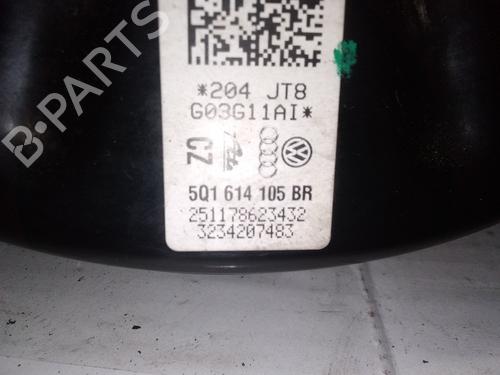 *204 JT8
G03G11AI*
CZ
5Q1 614 105 BR
251178623432
3234207483
B-PARTS